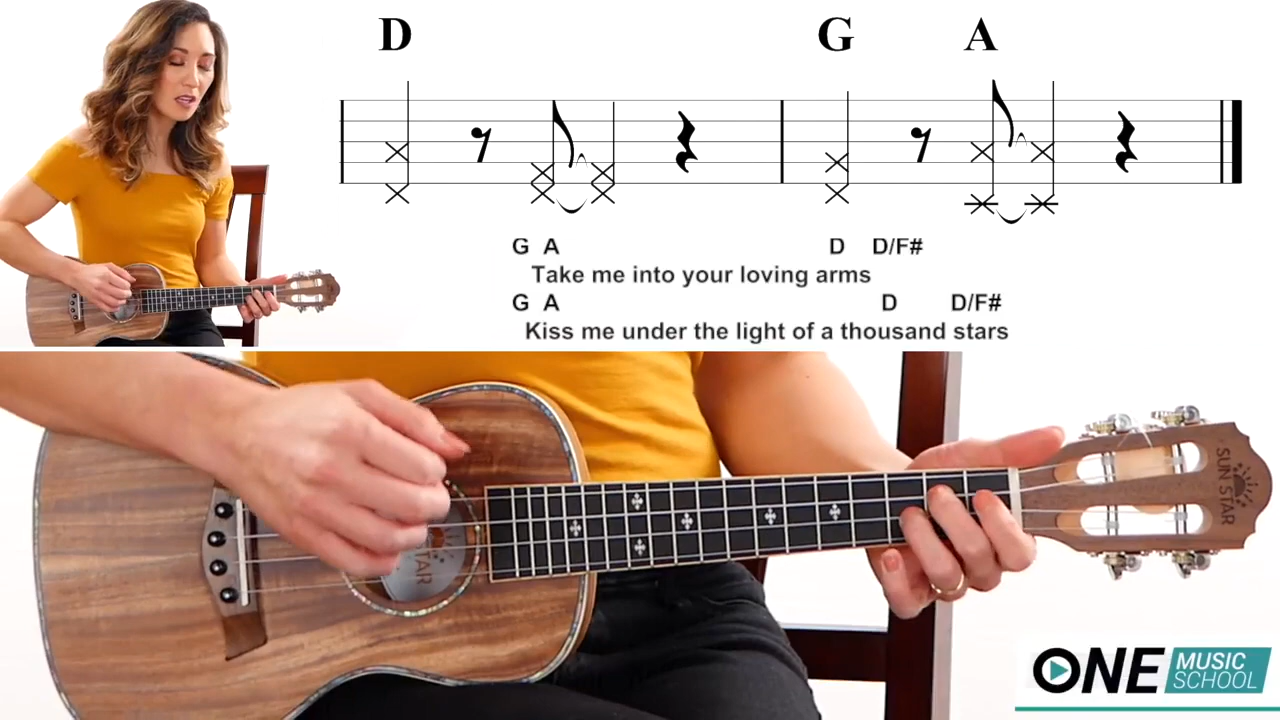 D G A
G A D D/F#
Take me into your loving arms
G A D D/F#
Kiss me under the light of a thousand stars
SUN STAR
STAR
ONE MUSIC SCHOOL